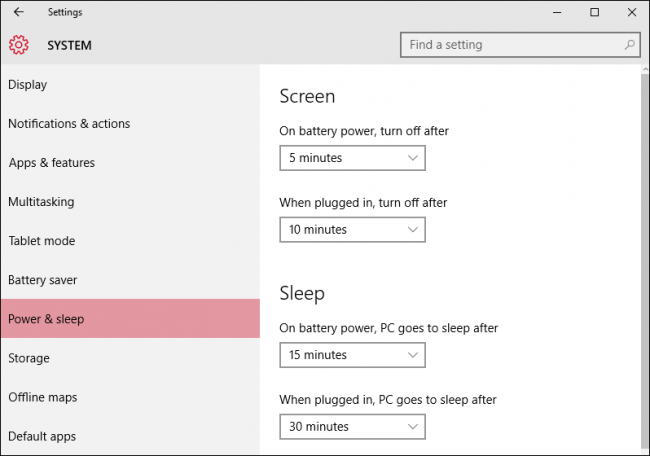 Settings
SYSTEM
Find a setting
Display
Notifications & actions
Apps & features
Multitasking
Tablet mode
Battery saver
Power & sleep
Storage
Offline maps
Default apps
Screen
On battery power, turn off after
5 minutes
When plugged in, turn off after
10 minutes
Sleep
On battery power, PC goes to sleep after
15 minutes
When plugged in, PC goes to sleep after
30 minutes